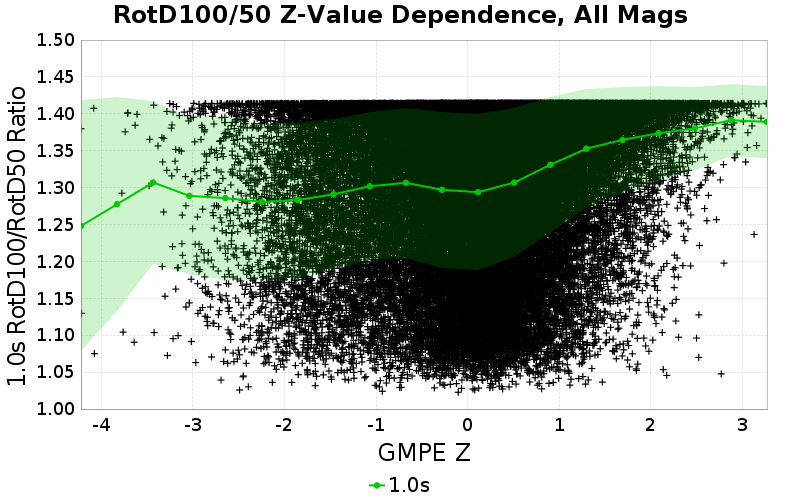 RotD100/50 Z-Value Dependence, All Mags
1.0s RotD100/RotD50 Ratio
1.50
1.45
1.40
1.35
1.30
1.25
1.20
1.15
1.10
1.05
1.00
-4 -3 -2 -1 0 1 2 3
GMPE Z
1.0s